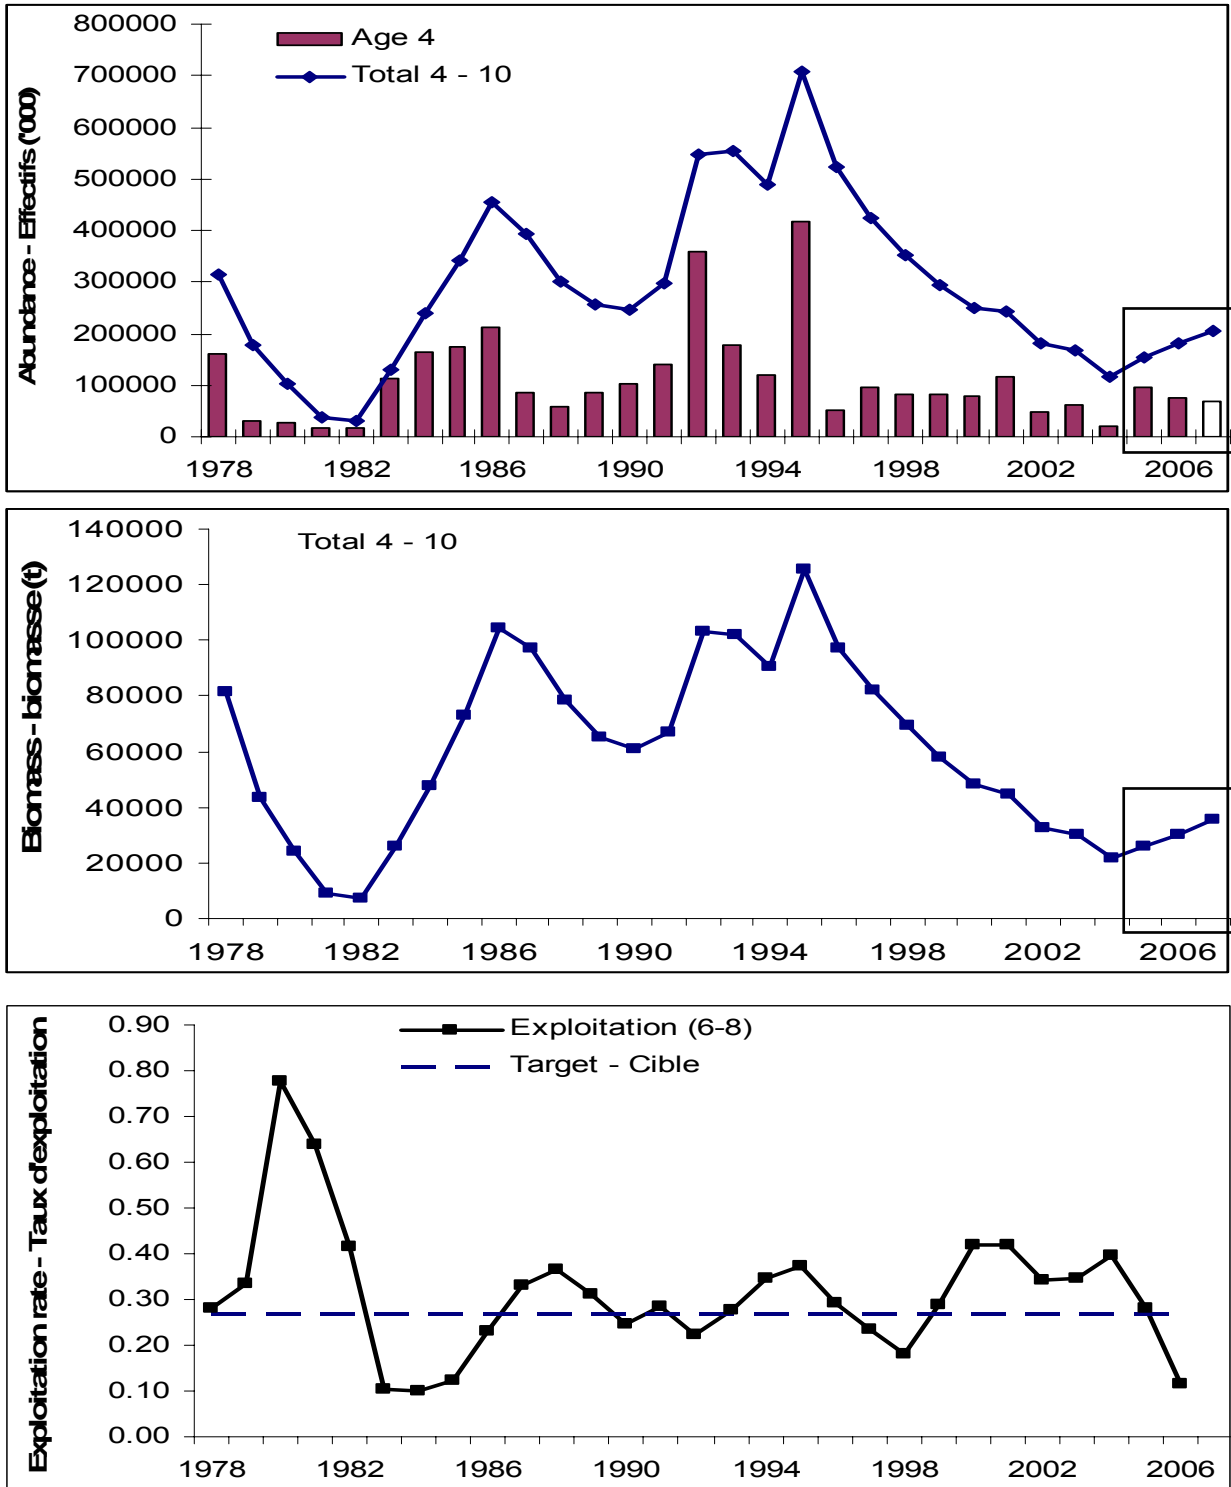 Abundance - Effectifs ('000)
Age 4
Total 4 - 10
800000
700000
600000
500000
400000
300000
200000
100000
0
1978 1982 1986 1990 1994 1998 2002 2006
Biomass - biomasse (t)
Total 4 - 10
140000
120000
100000
80000
60000
40000
20000
0
1978 1982 1986 1990 1994 1998 2002 2006
Exploitation rate - Taux d'exploitation
Exploitation (6-8)
Target - Cible
0.90
0.80
0.70
0.60
0.50
0.40
0.30
0.20
0.10
0.00
1978 1982 1986 1990 1994 1998 2002 2006